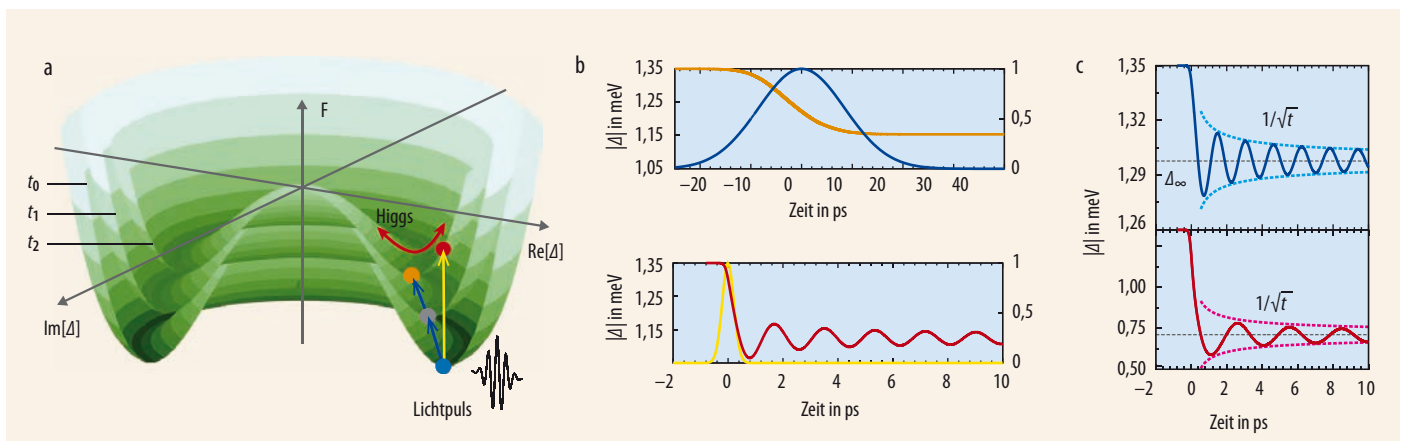 a
F
t0
t1
t2
Higgs
Re[Δ]
Im[Δ]
Lichtpuls
b
|Δ| in meV
1,35
1,25
1,15
1,05
1
0,5
0
−20 −10 0 10 20 30 40
Zeit in ps
|Δ| in meV
1,35
1,25
1,15
1
0,5
0
−2 0 2 4 6 8 10
Zeit in ps
c
|Δ| in meV
1,35
1,32
1,29
1,26
1/√t
Δ∞
1,00
0,75
0,50
1/√t
−2 0 2 4 6 8 10
Zeit in ps